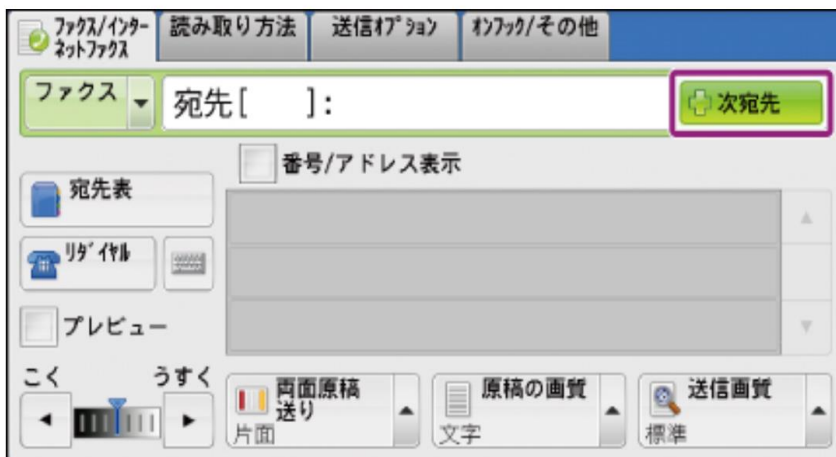 ファクス/インター
ネットファクス
読み取り方法
送信オプション
オンフック/その他
ファクス
宛先[ ]:
次宛先
番号/アドレス表示
宛先表
リダイヤル
プレビュー
こく うすく
両面原稿
送り
片面
原稿の画質
文字
送信画質
標準